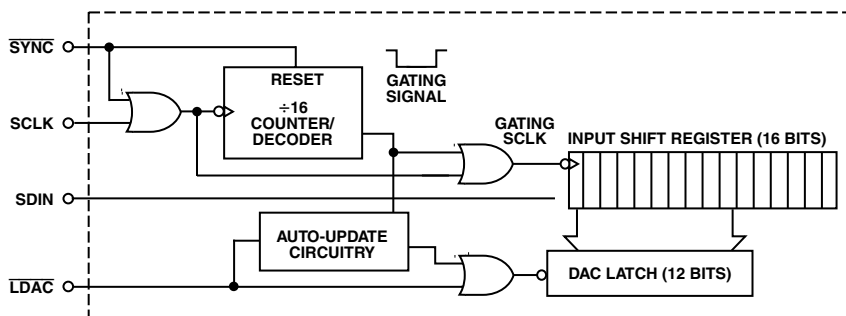 SYNC
SCLK
SDIN
LDAC
RESET
÷16
COUNTER/
DECODER
GATING
SIGNAL
GATING
SCLK
INPUT SHIFT REGISTER (16 BITS)
AUTO-UPDATE
CIRCUITRY
DAC LATCH (12 BITS)